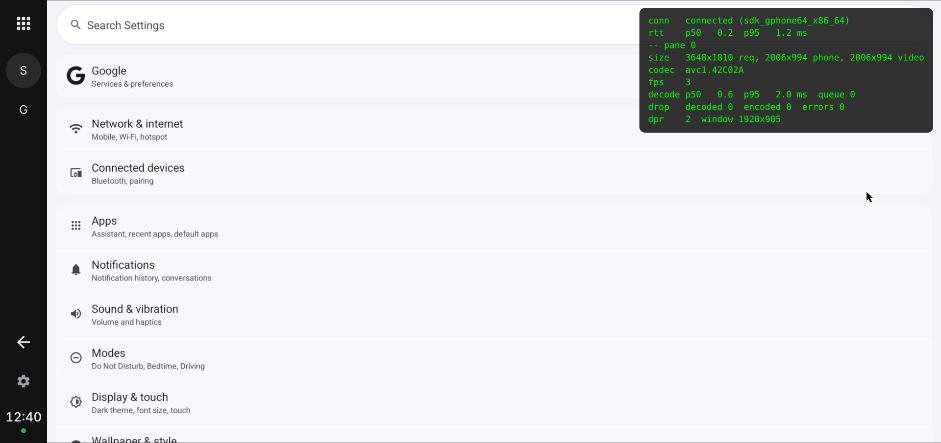 Search Settings
conn connected (sdk_gphone64_x86_64)
rtt p50 0.2 p95 1.2 ms
-- pane 0
size 3648x1810 req, 2006x994 phone, 2006x994 video
codec avc1.42C02A
fps 3
decode p50 0.6 p95 2.0 ms queue 0
drop decoded 0 encoded 0 errors 0
dpr 2 window 1920x905
S
G
Google
Services & preferences
Network & internet
Mobile, Wi-Fi, hotspot
Connected devices
Bluetooth, pairing
Apps
Assistant, recent apps, default apps
Notifications
Notification history, conversations
Sound & vibration
Volume and haptics
Modes
Do Not Disturb, Bedtime, Driving
Display & touch
Dark theme, font size, touch
Wallpaper & style
12:40